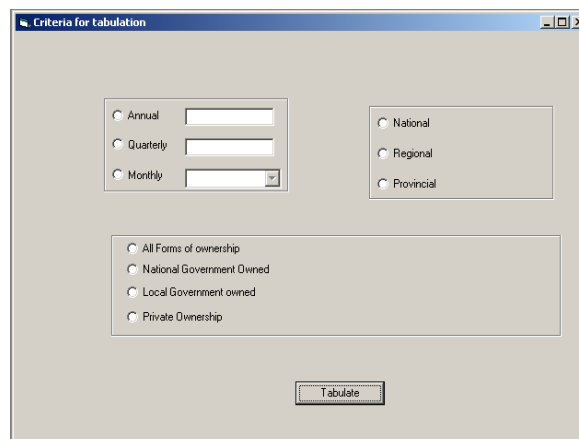 Criteria for tabulation
Annual
Quarterly
Monthly
National
Regional
Provincial
All Forms of ownership
National Government Owned
Local Government owned
Private Ownership
Tabulate